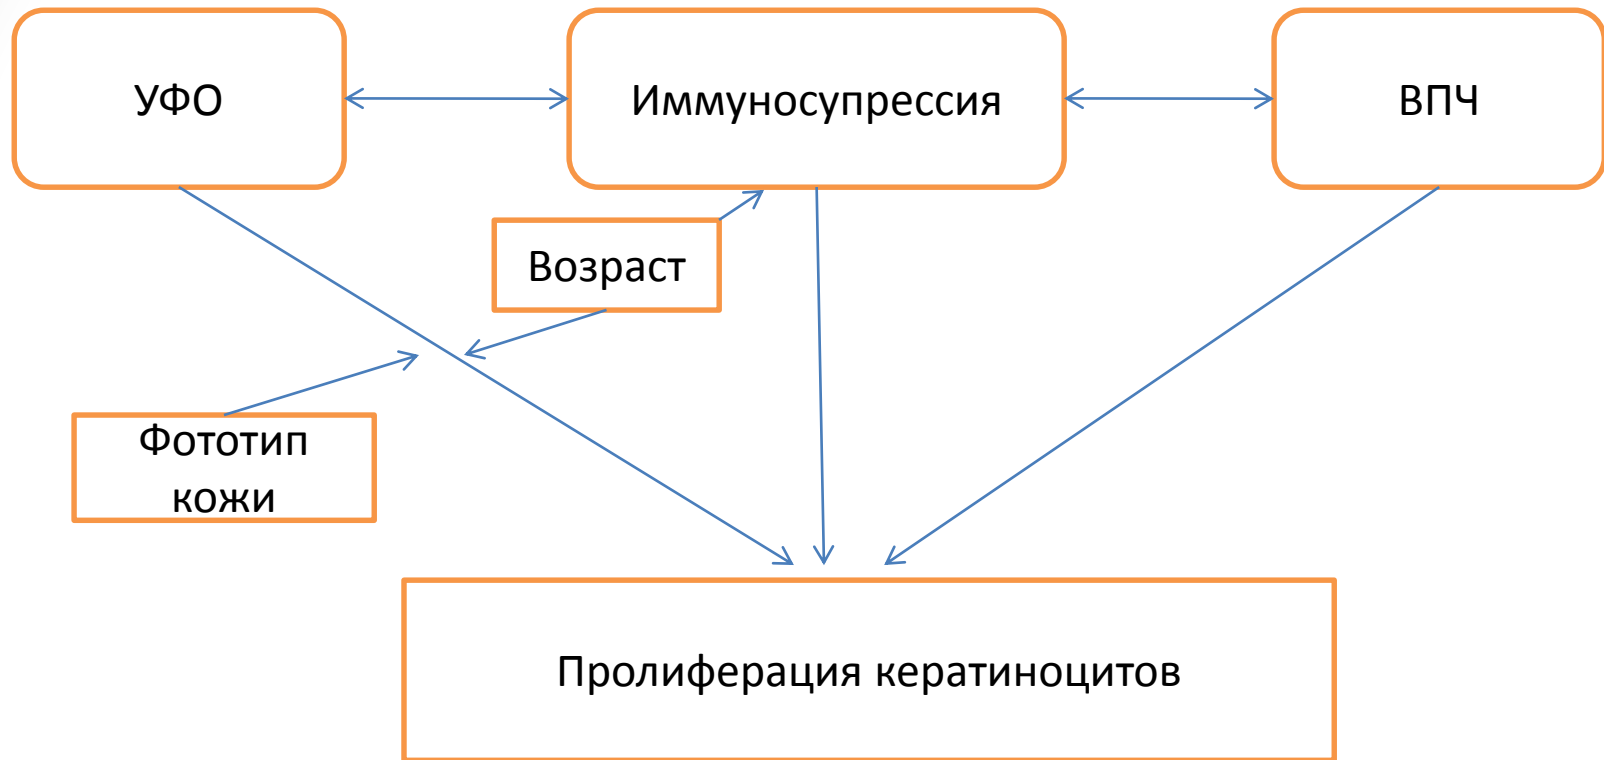 УФО
Иммуносупрессия
ВПЧ
Возраст
Фототип
кожи
Пролиферация кератиноцитов